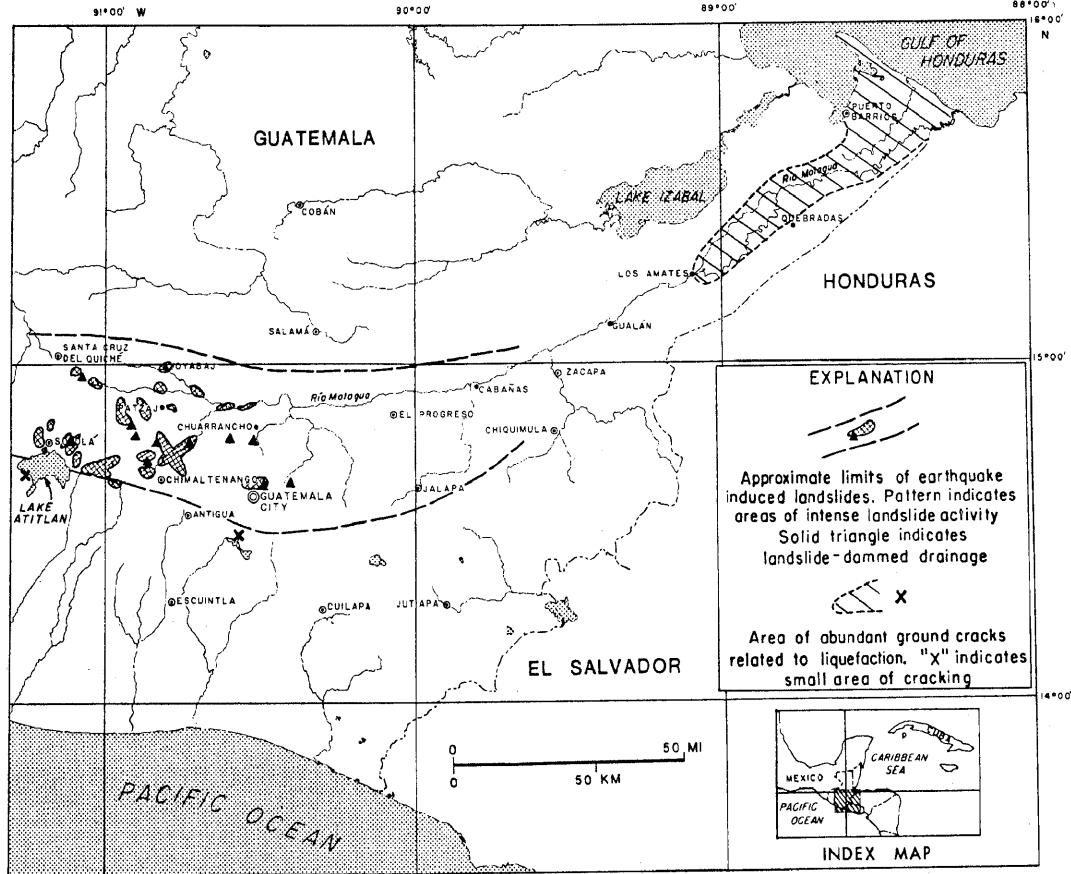 91°00' W
90°00'
89°00'
88°00'
16°00'
N
GULF OF
HONDURAS
PUERTO
BARRIOS
GUATEMALA
Río Motagua
COBÁN
LAKE IZABAL
QUEBRADAS
LOS AMATES
HONDURAS
SALAMÁ
GUALÁN
SANTA CRUZ
DEL QUICHÉ
15°00'
JOYABAJ
ZACAPA
Río Motagua
CABAÑAS
EL PROGRESO
CHUARRANCHO
CHIQUIMULA
SOLOLÁ
CHIMALTENANGO
JALAPA
GUATEMALA
CITY
LAKE
ATITLAN
ANTIGUA
ESCUINTLA
CUILAPA
JUTIAPA
EL SALVADOR
EXPLANATION
Approximate limits of earthquake
induced landslides. Pattern indicates
areas of intense landslide activity
Solid triangle indicates
landslide-dammed drainage
X
Area of abundant ground cracks
related to liquefaction. "X" indicates
small area of cracking
14°00'
0 50 MI
0 50 KM
PACIFIC OCEAN
CUBA
CARIBBEAN
SEA
MEXICO
PACIFIC
OCEAN
INDEX MAP